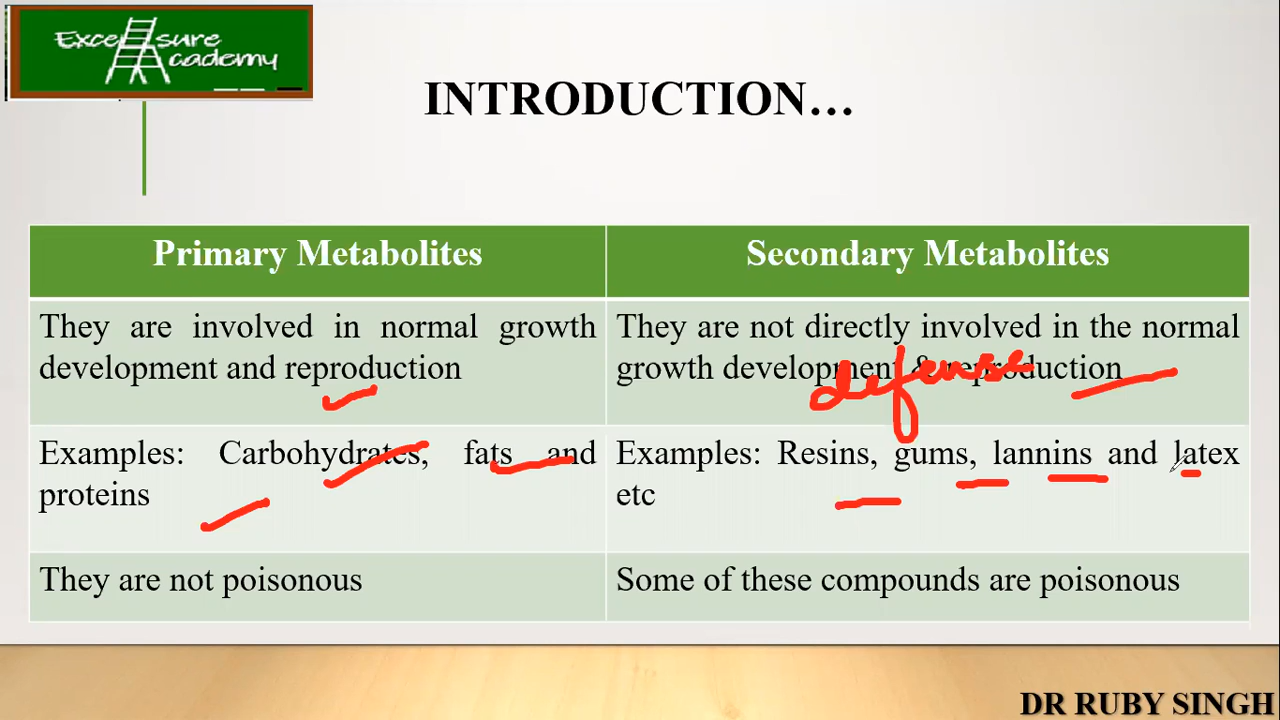 Excel sure
Academy
INTRODUCTION…
Primary Metabolites
Secondary Metabolites
They are involved in normal growth
development and reproduction
They are not directly involved in the normal
growth development & reproduction
defense
Examples: Carbohydrates, fats and
proteins
Examples: Resins, gums, lannins and latex
etc
They are not poisonous
Some of these compounds are poisonous
DR RUBY SINGH